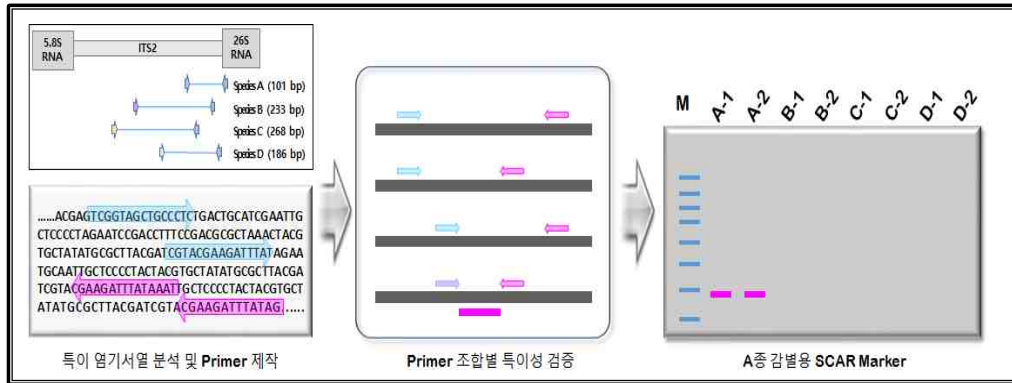 5.8S
RNA
ITS2
26S
RNA
Species A (101 bp)
Species B (233 bp)
Species C (268 bp)
Species D (186 bp)
......ACGAGTCGGTAGCTGCCCTCTGACTGCATCGAATTG
CTCCCCTAGAATCCGACCTTTCCGACGCGCTAAACTACG
TGCTATATGCGCTTACGATCGTACGAAGATTTATAGAA
TGCAATTGCTCCCCTACTACGTGCTATATGCGCTTACGA
TCGTACGAAGATTTATAAATTGCTCCCCTACTACGTGCT
ATATGCGCTTACGATCGTACGAAGATTTATAG......
특이 염기서열 분석 및 Primer 제작
Primer 조합별 특이성 검증
M A-1 A-2 B-1 B-2 C-1 C-2 D-1 D-2
A종 감별용 SCAR Marker